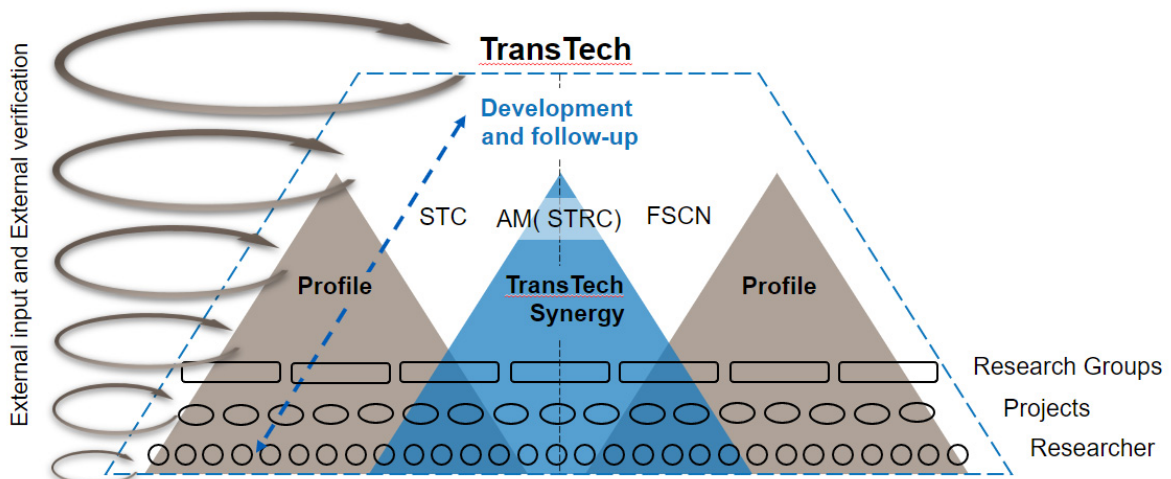 TransTech
External input and External verification
Development
and follow-up
STC
AM( STRC)
FSCN
Profile
TransTech
Synergy
Profile
Research Groups
Projects
Researcher